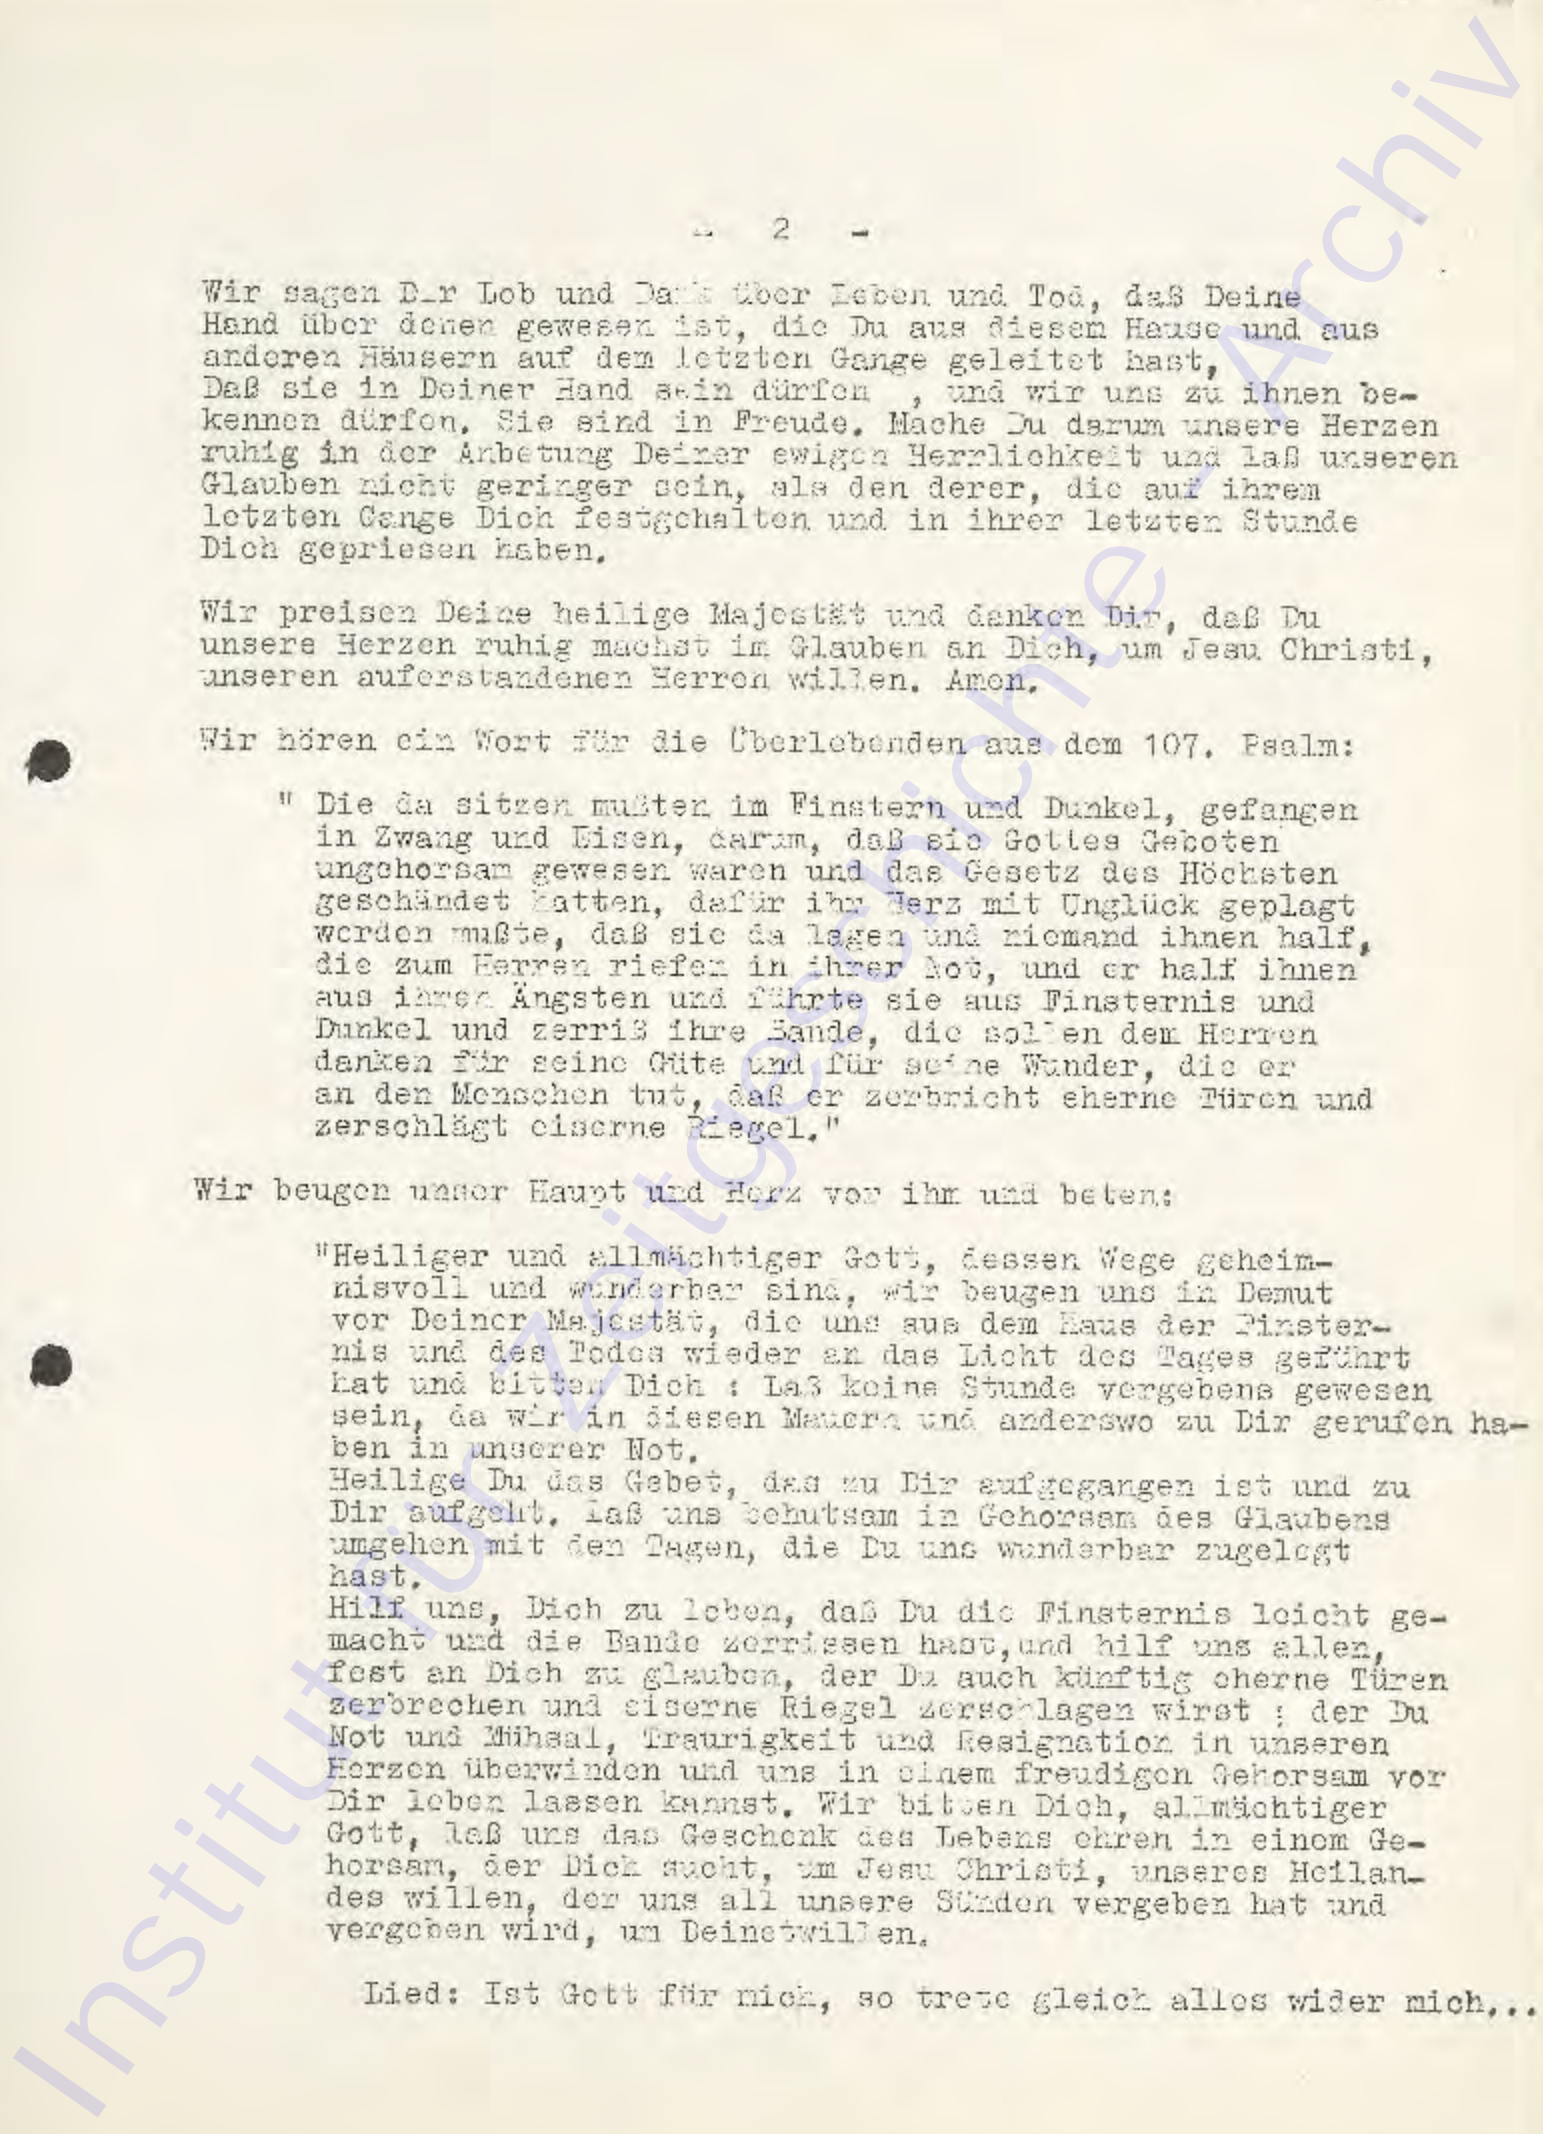 - 2 -
Wir sagen Dir Lob und Dank über Leben und Tod, daß Deine
Hand über denen gewesen ist, die Du aus diesem Hause und aus
anderen Häusern auf dem letzten Gange geleitet hast,
Daß sie in Deiner Hand sein dürfen , und wir uns zu ihnen be-
kennen dürfen. Sie sind in Freude. Mache Du darum unsere Herzen
ruhig in der Anbetung Deiner ewigen Herrlichkeit und laß unseren
Glauben nicht geringer sein, als den derer, die auf ihrem
letzten Gange Dich festgehalten und in ihrer letzten Stunde
Dich gepriesen haben.
Wir preisen Deine heilige Majestät und danken Dir, daß Du
unsere Herzen ruhig machst im Glauben an Dich, um Jesu Christi,
unseren auferstandenen Herren willen. Amen.
Wir hören ein Wort für die Überlebenden aus dem 107. Psalm:
" Die da sitzen mußten im Finstern und Dunkel, gefangen
in Zwang und Eisen, darum, daß sie Gottes Geboten
ungehorsam gewesen waren und das Gesetz des Höchsten
geschändet hatten, dafür ihr Herz mit Unglück geplagt
werden mußte, daß sie da lagen und niemand ihnen half,
die zum Herren riefen in ihrer Not, und er half ihnen
aus ihren Ängsten und führte sie aus Finsternis und
Dunkel und zerriß ihre Bande, die sollen dem Herren
danken für seine Güte und für seine Wunder, die er
an den Menschen tut, daß er zerbricht eherne Türen und
zerschlägt eiserne Riegel."
Wir beugen unser Haupt und Herz vor ihm und beten:
"Heiliger und allmächtiger Gott, dessen Wege geheim-
nisvoll und wunderbar sind, wir beugen uns in Demut
vor Deiner Majestät, die uns aus dem Haus der Finster-
nis und des Todes wieder an das Licht des Tages geführt
hat und bitten Dich : Laß keine Stunde vergebens gewesen
sein, da wir in diesen Mauern und anderswo zu Dir gerufen ha-
ben in unserer Not.
Heilige Du das Gebet, das zu Dir aufgegangen ist und zu
Dir aufgeht. Laß uns behutsam in Gehorsam des Glaubens
umgehen mit den Tagen, die Du uns wunderbar zugelegt
hast.
Hilf uns, Dich zu loben, daß Du die Finsternis leicht ge-
macht und die Bande zerrissen hast,und hilf uns allen,
fest an Dich zu glauben, der Du auch künftig eherne Türen
zerbrechen und eiserne Riegel zerschlagen wirst ; der Du
Not und Mühsal, Traurigkeit und Resignation in unseren
Herzen überwinden und uns in einem freudigen Gehorsam vor
Dir leben lassen kannst. Wir bitten Dich, allmächtiger
Gott, laß uns das Geschenk des Lebens ehren in einem Ge-
horsam, der Dich sucht, um Jesu Christi, unseres Heilan-
des willen, der uns all unsere Sünden vergeben hat und
vergeben wird, um Deinetwillen.
Lied: Ist Gott für mich, so trete gleich alles wider mich...
Institut für Zeitgeschichte - Archiv